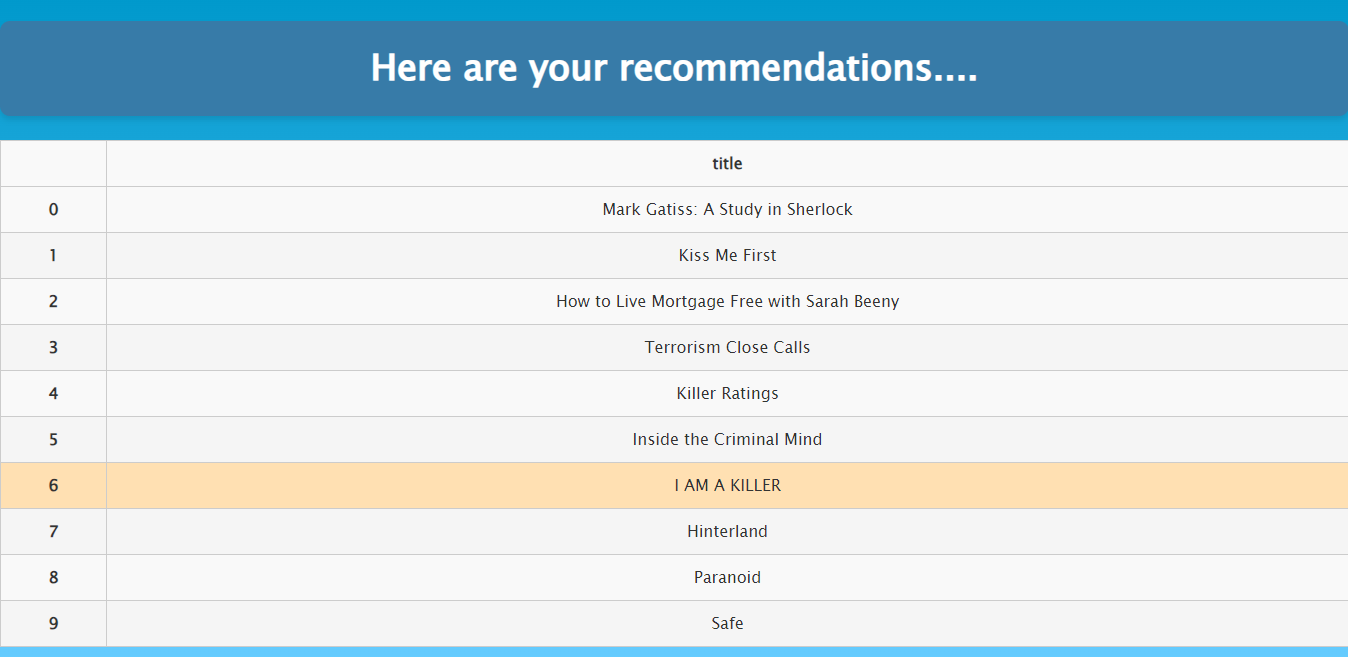 Here are your recommendations....
title
0 Mark Gatiss: A Study in Sherlock
1 Kiss Me First
2 How to Live Mortgage Free with Sarah Beeny
3 Terrorism Close Calls
4 Killer Ratings
5 Inside the Criminal Mind
6 I AM A KILLER
7 Hinterland
8 Paranoid
9 Safe